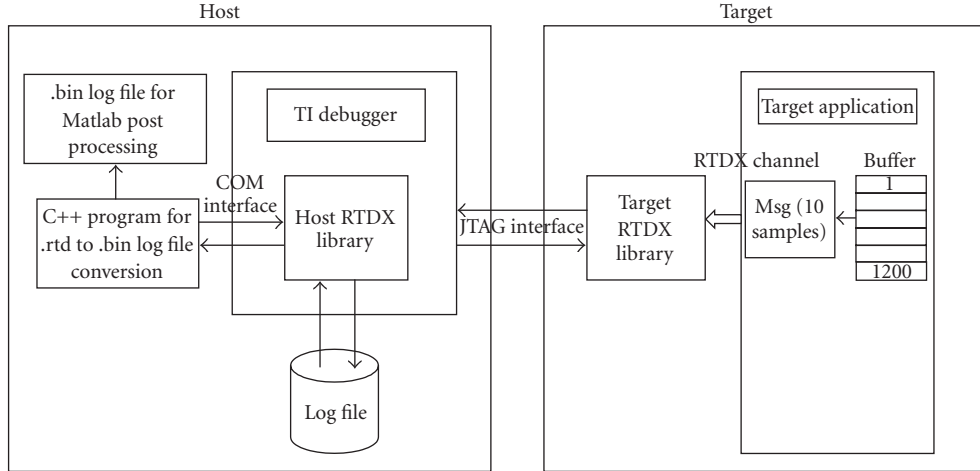 Host
Target
.bin log file for
Matlab post
processing
TI debugger
Target application
RTDX channel
Buffer
1
COM
interface
C++ program for
.rtd to .bin log file
conversion
Host RTDX
library
JTAG interface
Target
RTDX
library
Msg (10
samples)
1200
Log file